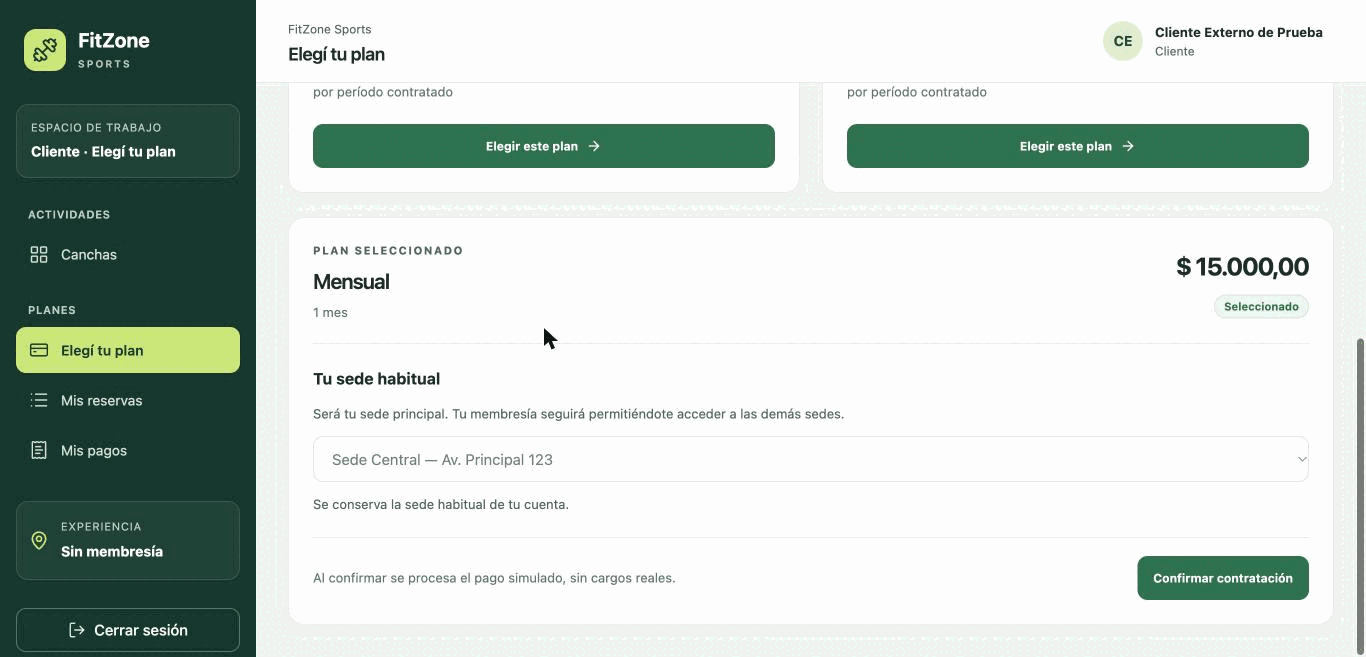 FitZone
SPORTS
ESPACIO DE TRABAJO
Cliente · Elegí tu plan
ACTIVIDADES
Canchas
PLANES
Elegí tu plan
Mis reservas
Mis pagos
EXPERIENCIA
Sin membresía
Cerrar sesión
FitZone Sports
Elegí tu plan
CE
Cliente Externo de Prueba
Cliente
por período contratado
Elegir este plan →
por período contratado
Elegir este plan →
PLAN SELECCIONADO
Mensual
1 mes
$ 15.000,00
Seleccionado
Tu sede habitual
Será tu sede principal. Tu membresía seguirá permitiéndote acceder a las demás sedes.
Sede Central — Av. Principal 123
Se conserva la sede habitual de tu cuenta.
Al confirmar se procesa el pago simulado, sin cargos reales.
Confirmar contratación